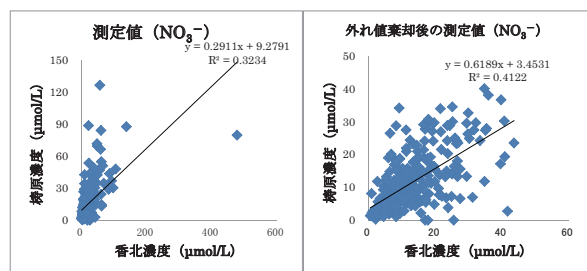 測定値（NO₃⁻）
y = 0.2911x + 9.2791
R² = 0.3234
梼原濃度（µmol/L）
150
120
90
60
30
0
0
200
400
600
香北濃度（µmol/L）
外れ値棄却後の測定値（NO₃⁻）
y = 0.6189x + 3.4531
R² = 0.4122
梼原濃度（µmol/L）
50
40
30
20
10
0
0
20
40
60
香北濃度（µmol/L）